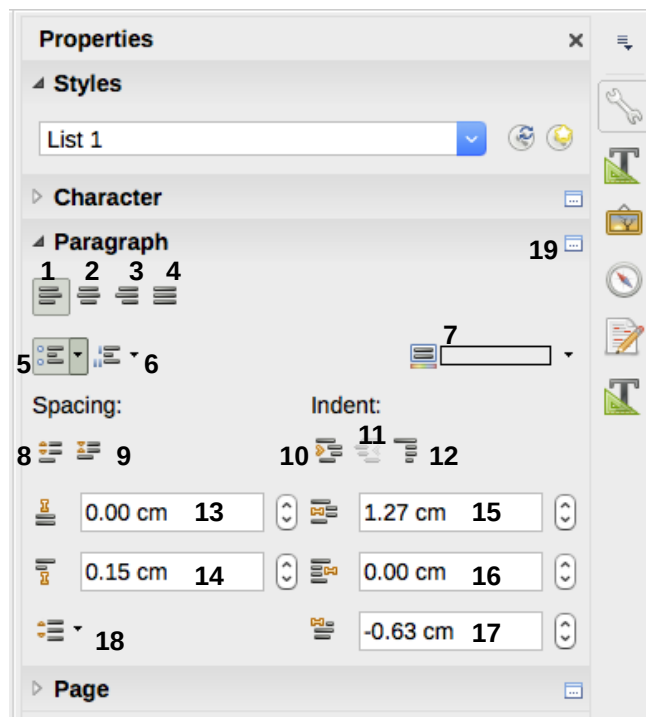 Properties
Styles
List 1
Character
Paragraph
19
1 2 3 4
5 6 7
Spacing: Indent:
8 9 10 11 12
0.00 cm 13 1.27 cm 15
0.15 cm 14 0.00 cm 16
18 -0.63 cm 17
Page